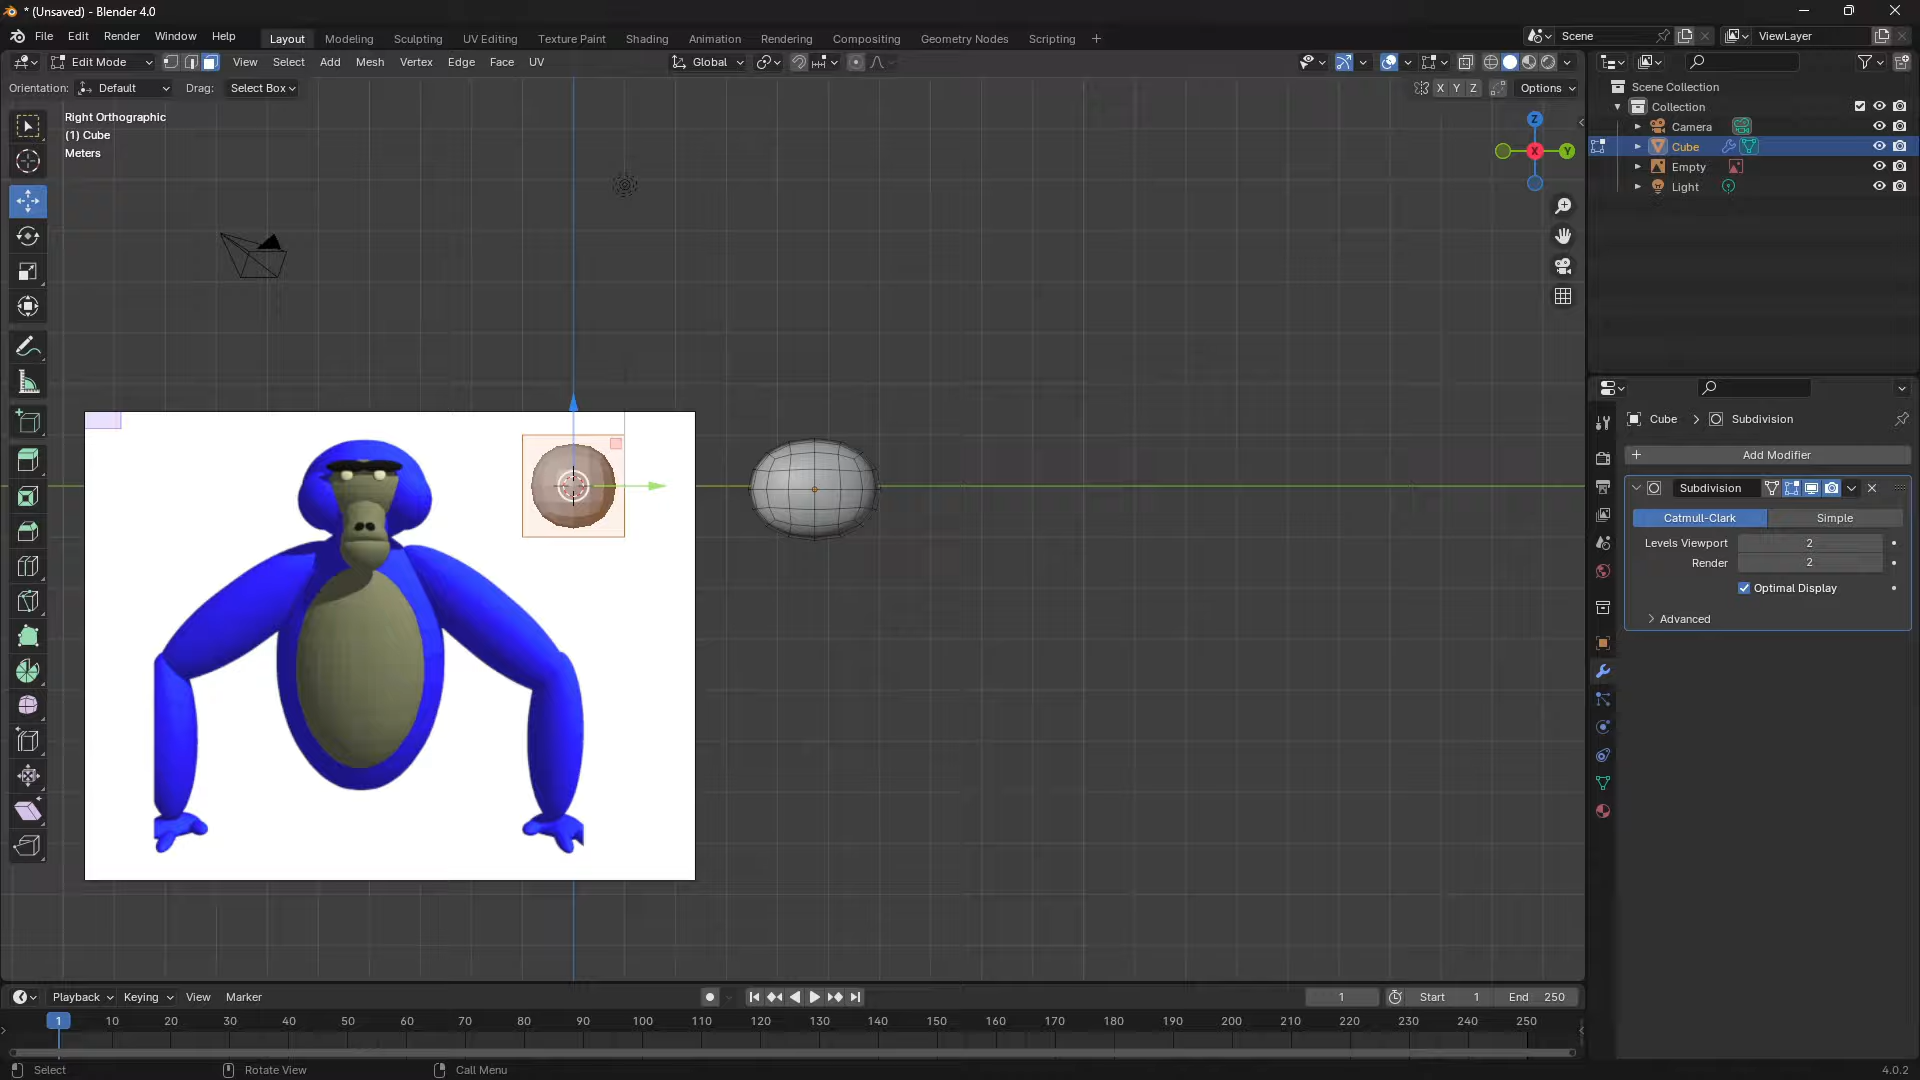 * (Unsaved) - Blender 4.0
File Edit Render Window Help
Layout Modeling Sculpting UV Editing Texture Paint Shading Animation Rendering Compositing Geometry Nodes Scripting +
Scene
ViewLayer
Edit Mode View Select Add Mesh Vertex Edge Face UV
Global
Orientation: Default Drag: Select Box
X Y Z Options
Right Orthographic
(1) Cube
Meters
Z
X
Y
Scene Collection
Collection
Camera
Cube
Empty
Light
Cube > Subdivision
+ Add Modifier
Subdivision
Catmull-Clark Simple
Levels Viewport 2
Render 2
Optimal Display
> Advanced
Playback Keying View Marker
1 Start 1 End 250
1 10 20 30 40 50 60 70 80 90 100 110 120 130 140 150 160 170 180 190 200 210 220 230 240 250
Select Rotate View Call Menu
4.0.2